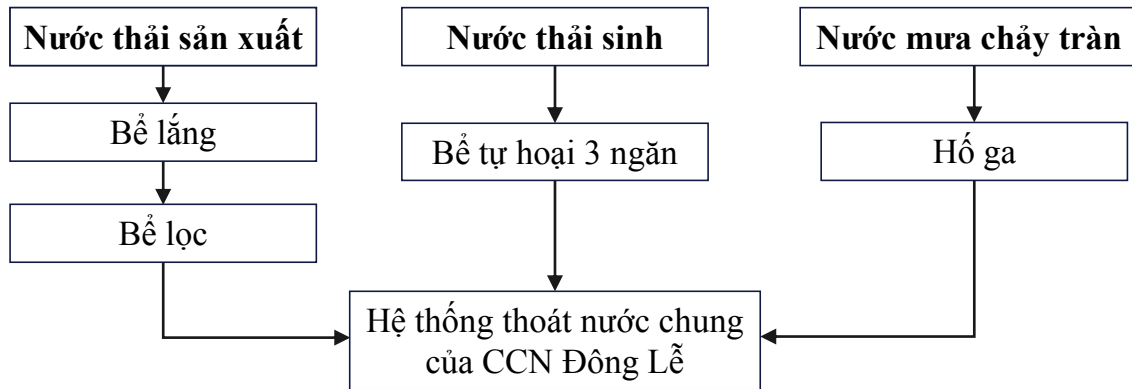 Nước thải sản xuất
Nước thải sinh
Nước mưa chảy tràn
Bể lắng
Bể tự hoại 3 ngăn
Hố ga
Bể lọc
Hệ thống thoát nước chung
của CCN Đông Lễ